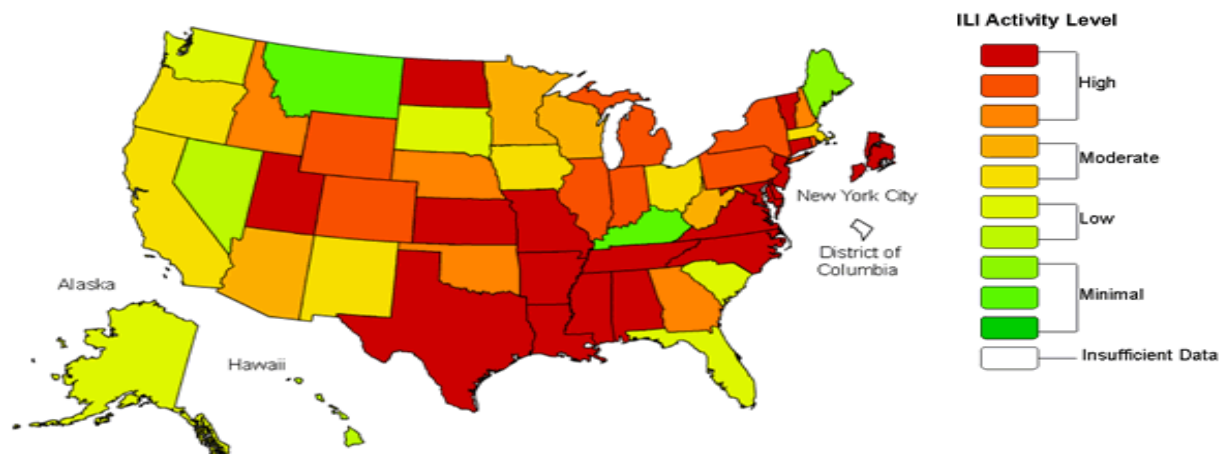 ILI Activity Level
High
Moderate
Low
Minimal
Insufficient Data
New York City
District of
Columbia
Alaska
Hawaii